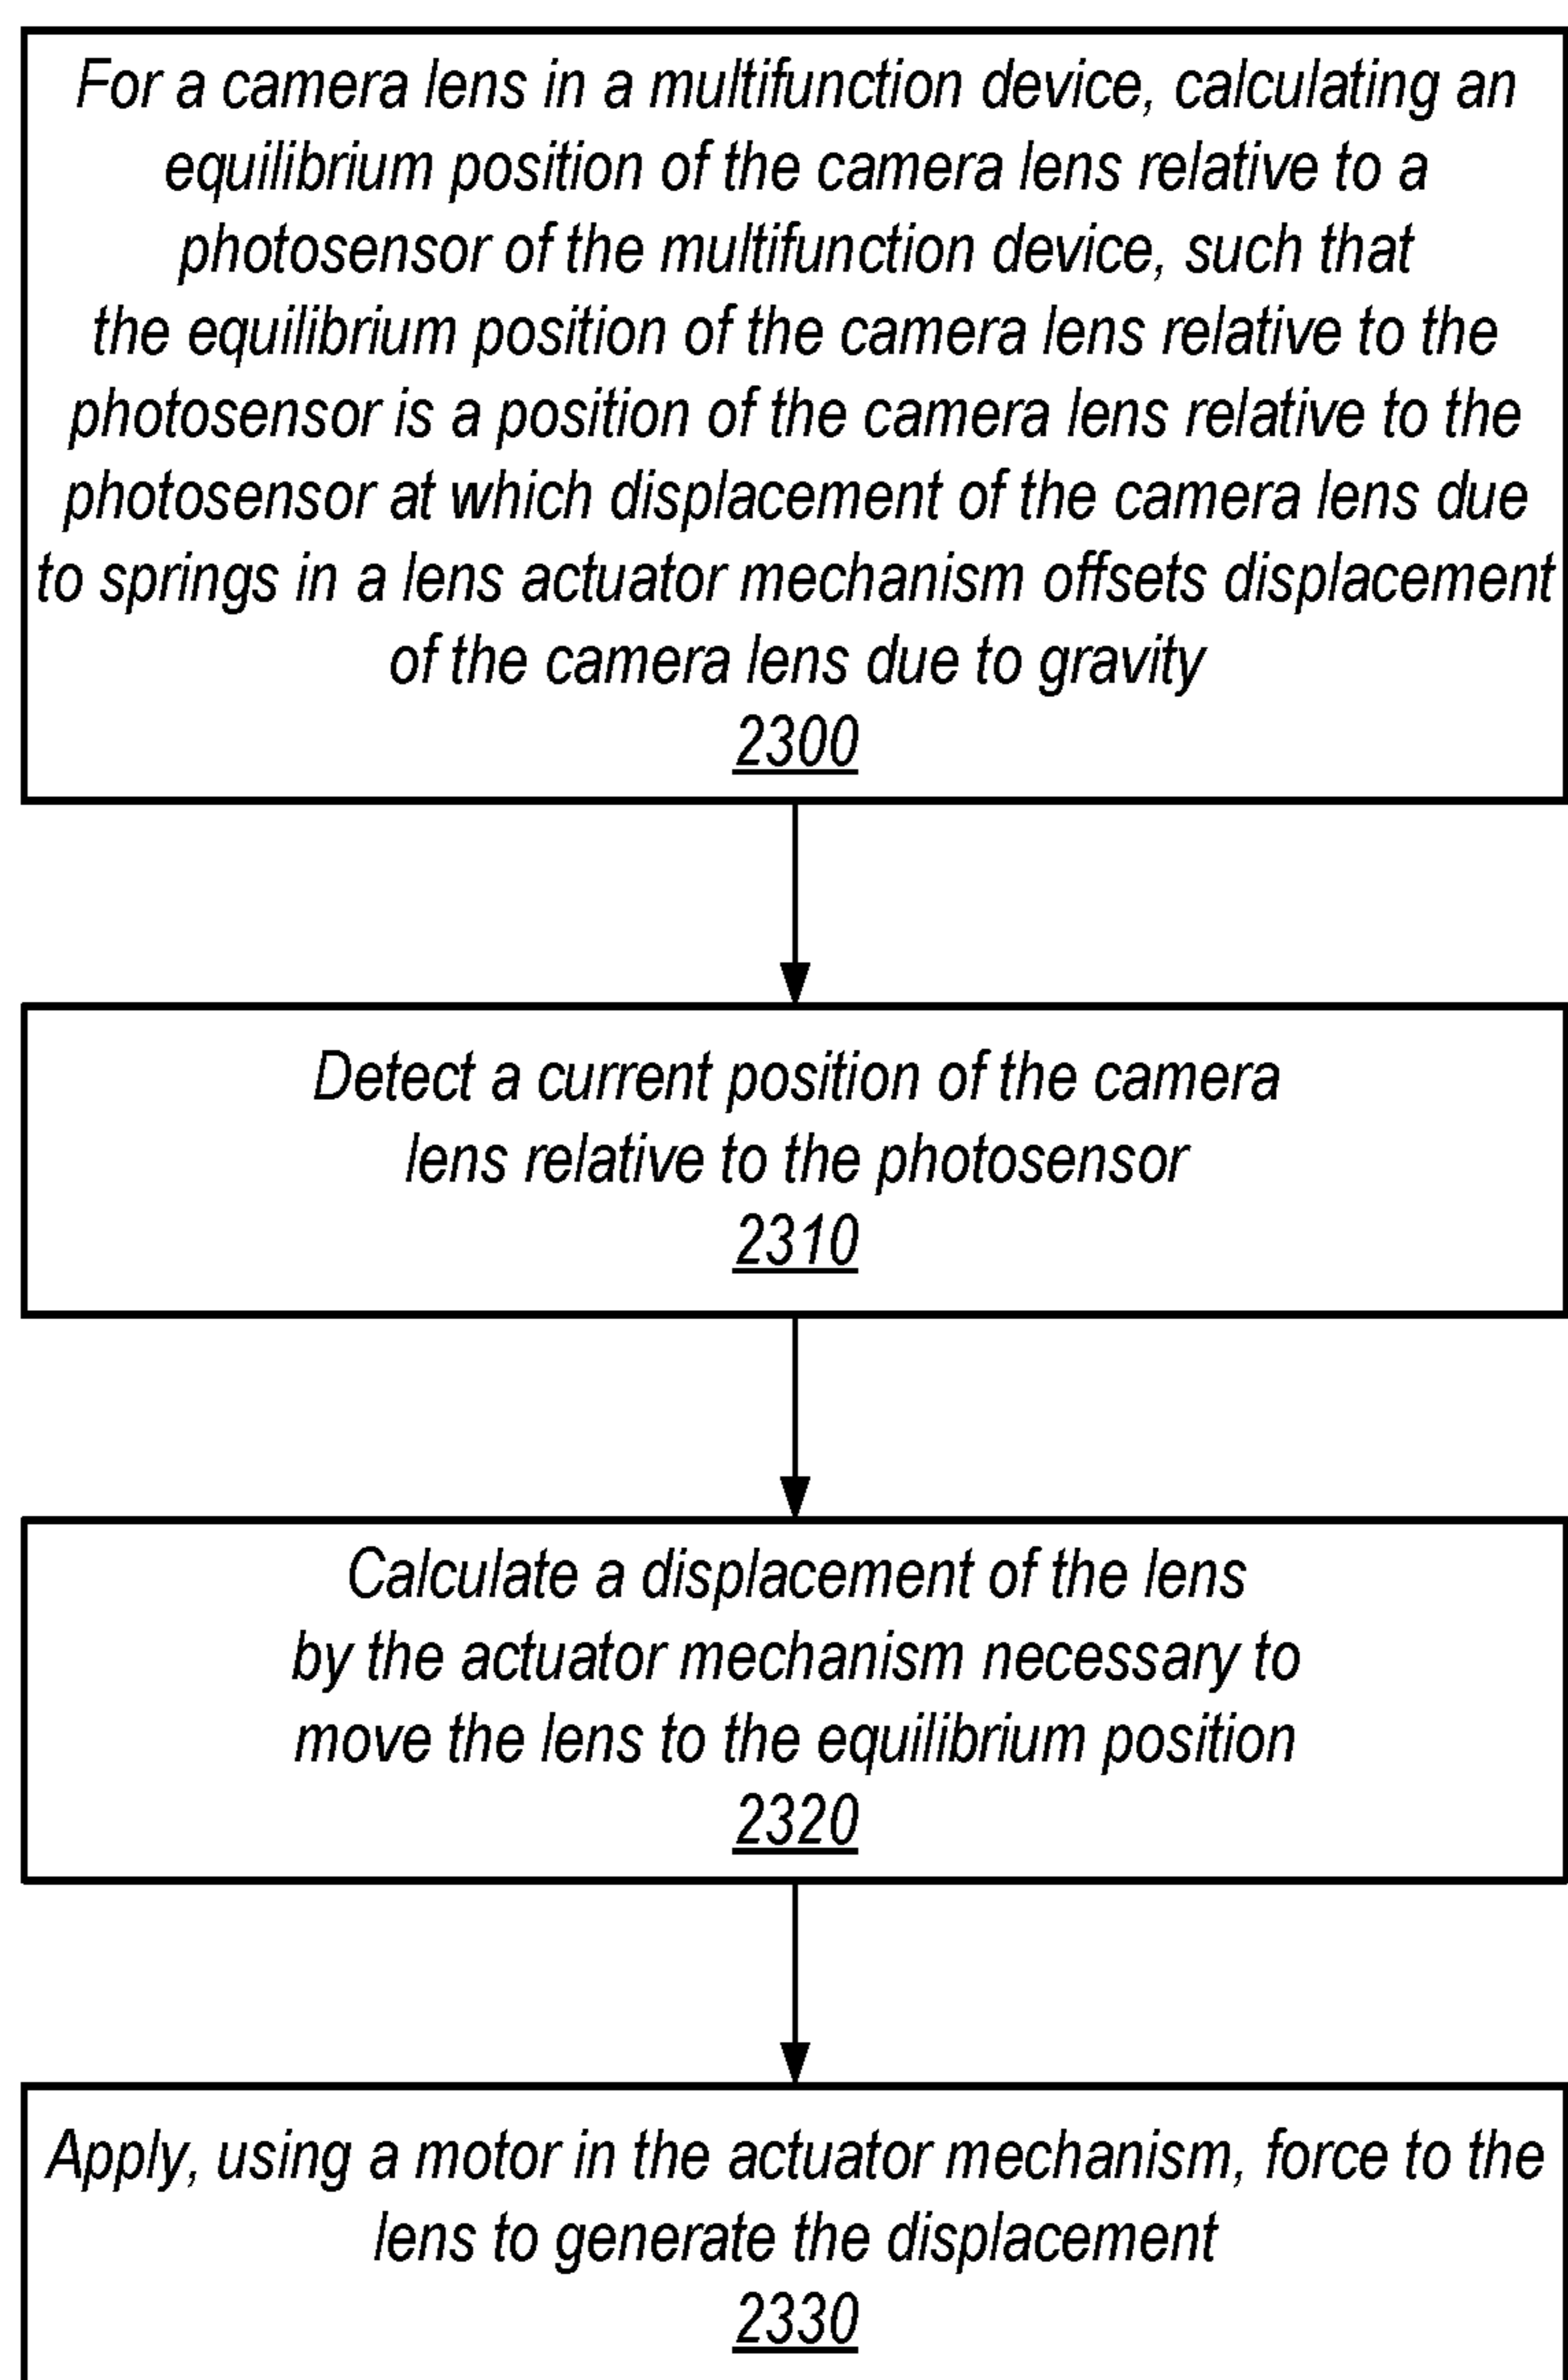 For a camera lens in a multifunction device, calculating an
equilibrium position of the camera lens relative to a
photosensor of the multifunction device, such that
the equilibrium position of the camera lens relative to the
photosensor is a position of the camera lens relative to the
photosensor at which displacement of the camera lens due
to springs in a lens actuator mechanism offsets displacement
of the camera lens due to gravity
2300
Detect a current position of the camera
lens relative to the photosensor
2310
Calculate a displacement of the lens
by the actuator mechanism necessary to
move the lens to the equilibrium position
2320
Apply, using a motor in the actuator mechanism, force to the
lens to generate the displacement
2330